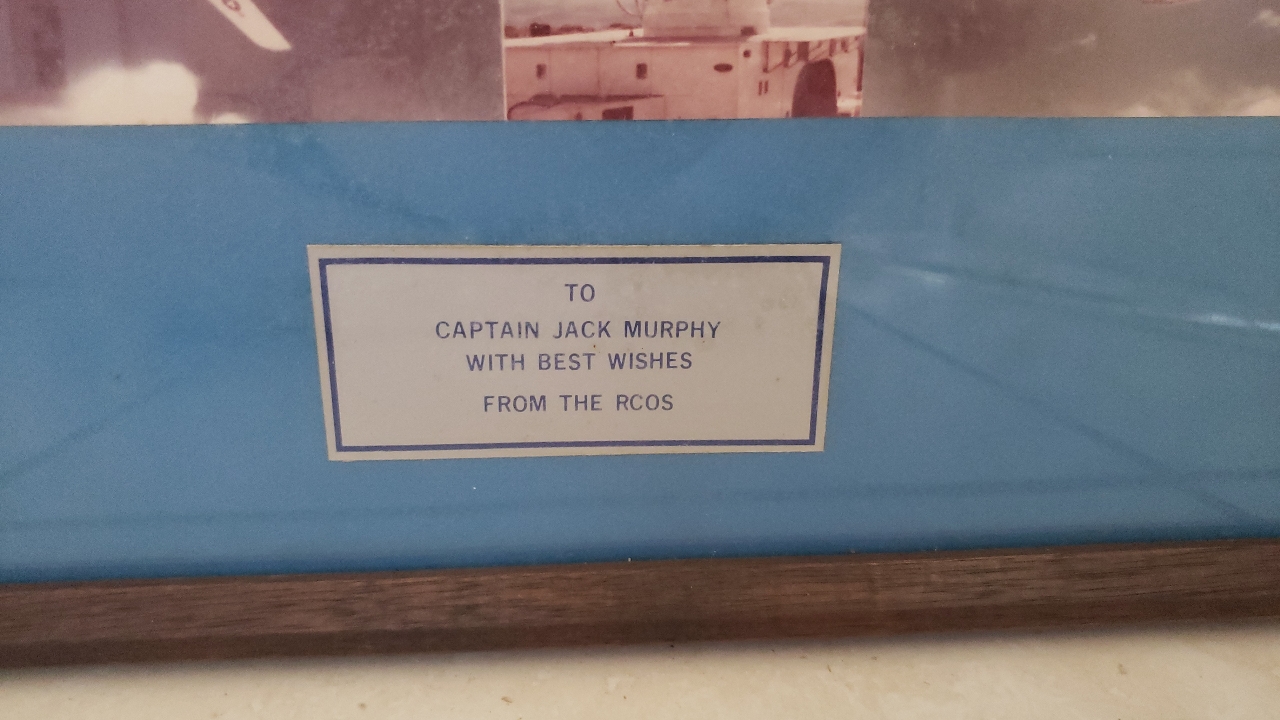 TO
CAPTAIN JACK MURPHY
WITH BEST WISHES
FROM THE RCOS